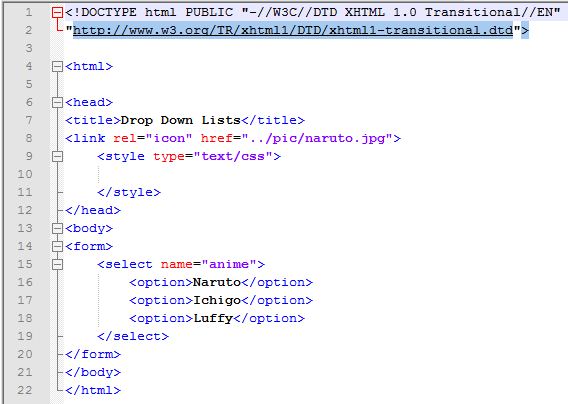 1 <!DOCTYPE html PUBLIC "-//W3C//DTD XHTML 1.0 Transitional//EN"
2 "http://www.w3.org/TR/xhtml1/DTD/xhtml1-transitional.dtd">
3
4 <html>
5
6 <head>
7 <title>Drop Down Lists</title>
8 <link rel="icon" href="../pic/naruto.jpg">
9     <style type="text/css">
10
11     </style>
12 </head>
13 <body>
14 <form>
15     <select name="anime">
16         <option>Naruto</option>
17         <option>Ichigo</option>
18         <option>Luffy</option>
19     </select>
20 </form>
21 </body>
22 </html>